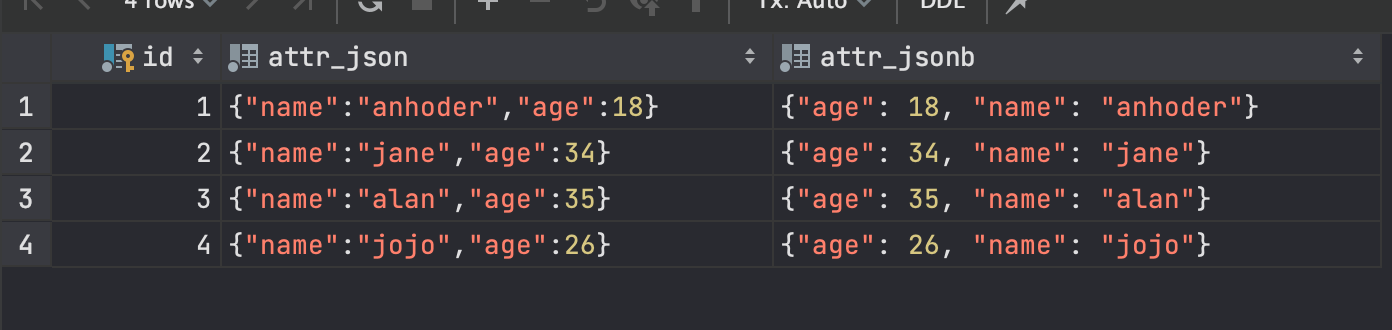 4 rows Tx: Auto DDL
id attr_json attr_jsonb
1 1 {"name":"anhoder","age":18} {"age": 18, "name": "anhoder"}
2 2 {"name":"jane","age":34} {"age": 34, "name": "jane"}
3 3 {"name":"alan","age":35} {"age": 35, "name": "alan"}
4 4 {"name":"jojo","age":26} {"age": 26, "name": "jojo"}